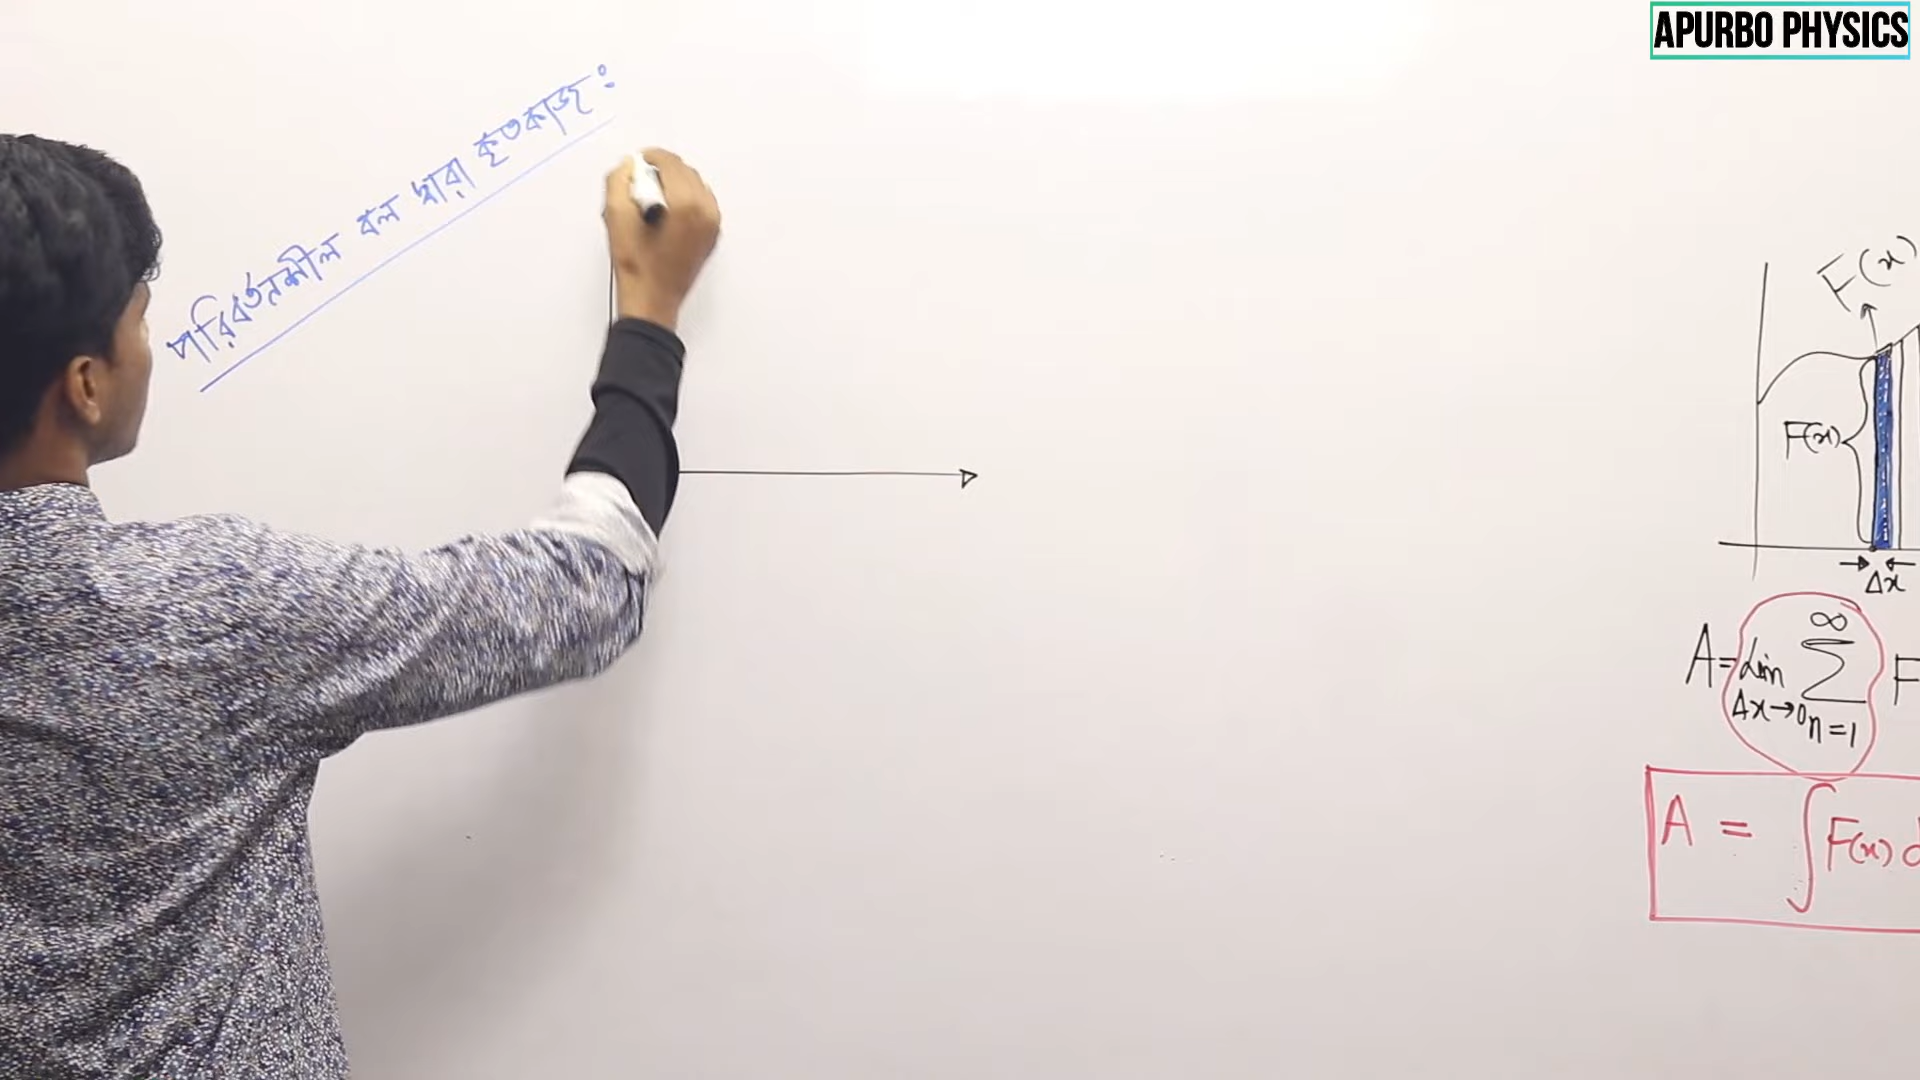 APURBO PHYSICS
পরিবর্তনশীল বল দ্বারা কৃতকাজ :
F(x)
F(x)
Δx
A = Lim Δx→0 ∞ Σ n=1 F
A = ∫ F(x) d